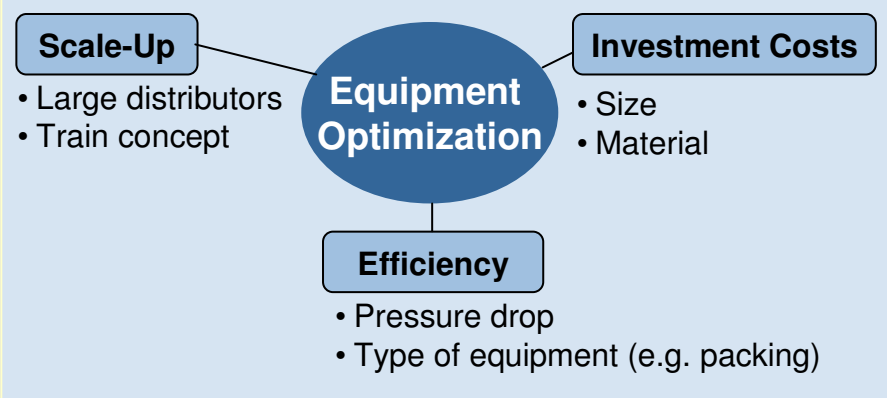 Scale-Up
• Large distributors
• Train concept
Equipment
Optimization
Investment Costs
• Size
• Material
Efficiency
• Pressure drop
• Type of equipment (e.g. packing)